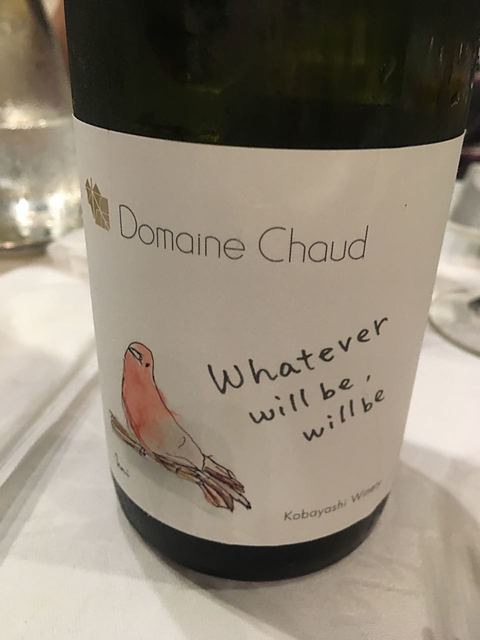 Domaine Chaud
Whatever
will be,
will be
Kobayashi Winery